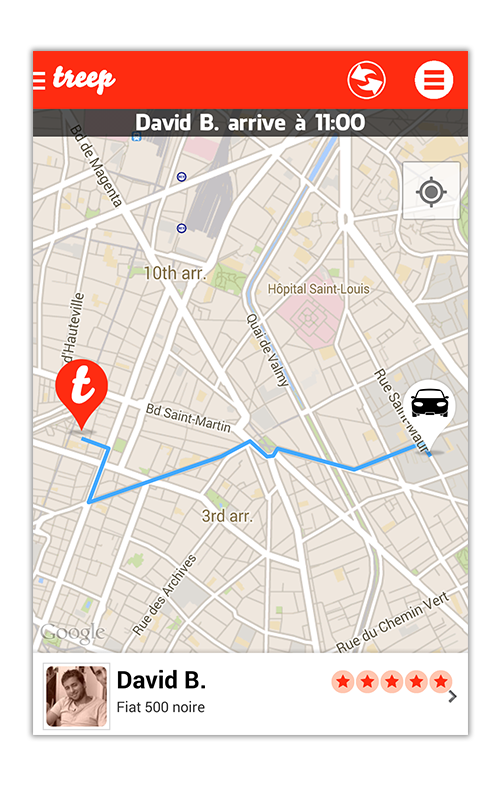 treep
David B. arrive à 11:00
Bd de Magenta
10th arr.
Hôpital Saint-Louis
d'Hauteville
Quai de Valmy
t
Rue Saint-Maur
Bd Saint-Martin
3rd arr.
Rue des Archives
Rue du Chemin Vert
Google
David B.
Fiat 500 noire